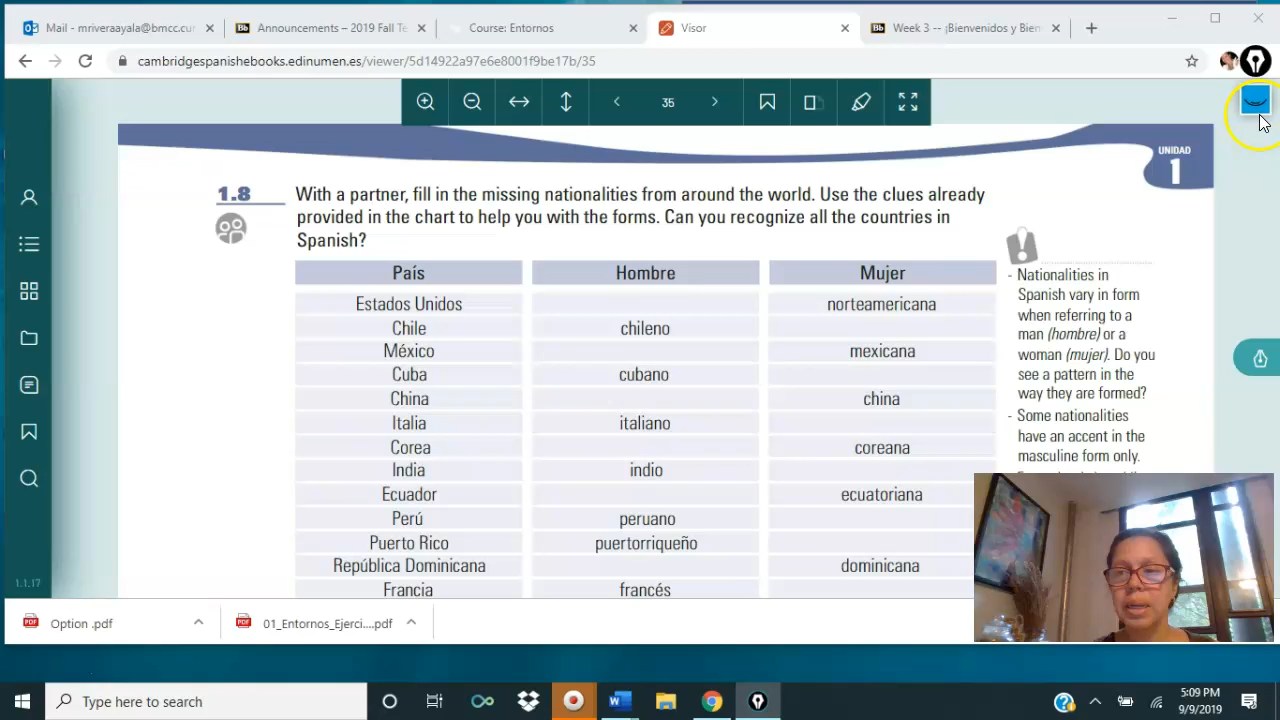 Mail - mriveraayala@bmcc.cu
Announcements – 2019 Fall Te
Course: Entornos
Visor
Week 3 -- ¡Bienvenidos y Bien
cambridgespanishebooks.edinumen.es/viewer/5d14922a97e6e8001f9be17b/35
35
UNIDAD
1
1.8 With a partner, fill in the missing nationalities from around the world. Use the clues already
provided in the chart to help you with the forms. Can you recognize all the countries in
Spanish?
País Hombre Mujer
Estados Unidos norteamericana
Chile chileno
México mexicana
Cuba cubano
China china
Italia italiano
Corea coreana
India indio
Ecuador ecuatoriana
Perú peruano
Puerto Rico puertorriqueño
República Dominicana dominicana
Francia francés
- Nationalities in
Spanish vary in form
when referring to a
man (hombre) or a
woman (mujer). Do you
see a pattern in the
way they are formed?
- Some nationalities
have an accent in the
masculine form only.
1.1.17
Option .pdf
01_Entornos_Ejerci....pdf
Type here to search
5:09 PM
9/9/2019